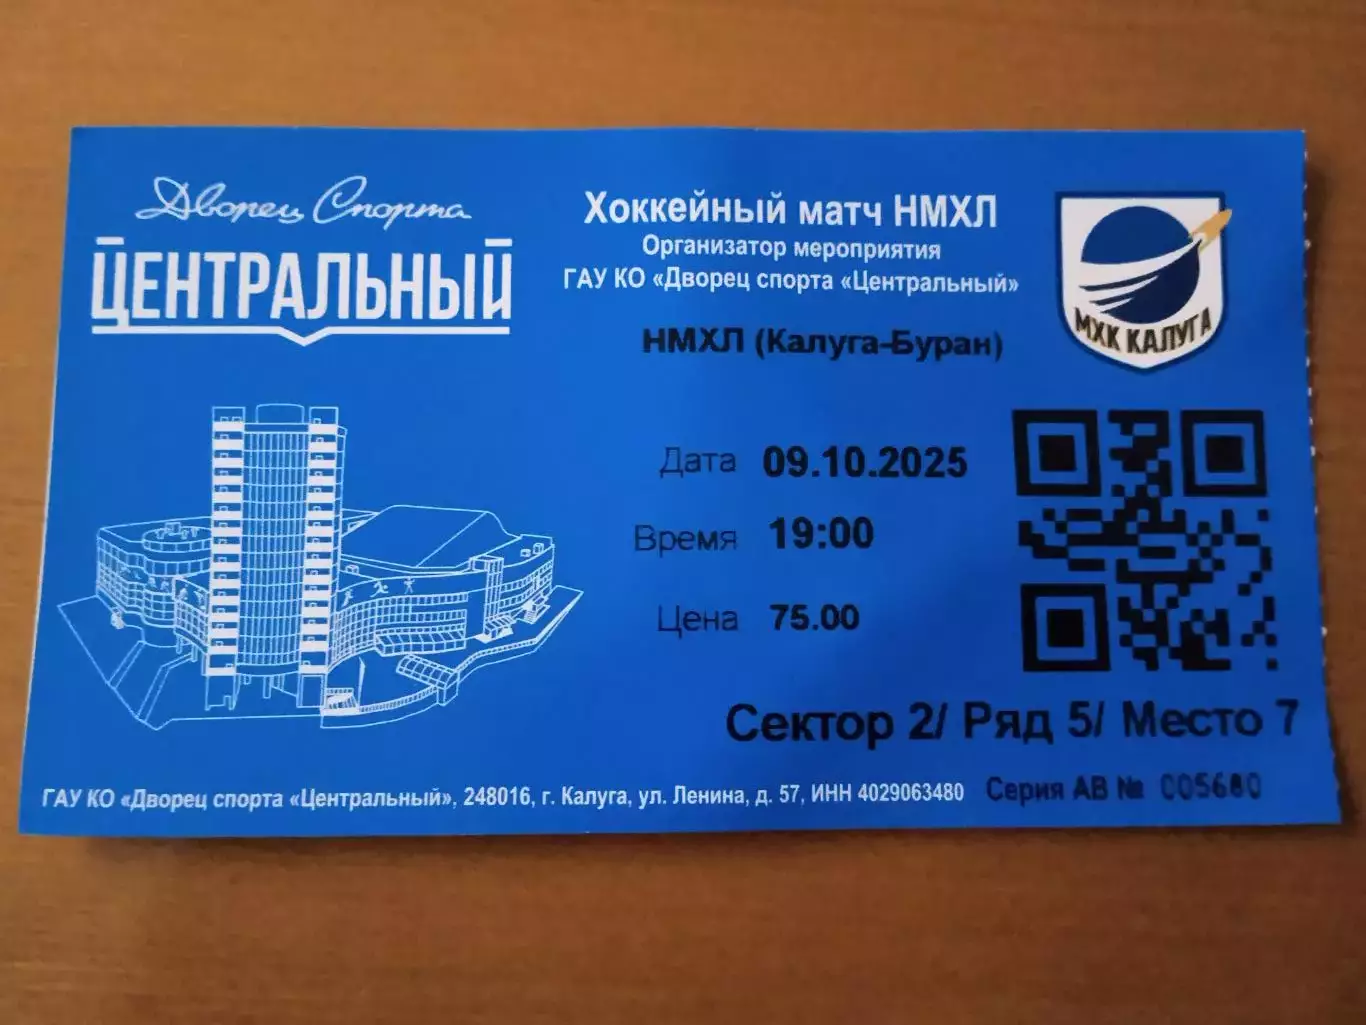 Дворец Спорта
ЦЕНТРАЛЬНЫЙ
Хоккейный матч НМХЛ
Организатор мероприятия
ГАУ КО «Дворец спорта «Центральный»
НМХЛ (Калуга-Буран)
МХК КАЛУГА
Дата 09.10.2025
Время 19:00
Цена 75.00
Сектор 2/ Ряд 5/ Место 7
ГАУ КО «Дворец спорта «Центральный», 248016, г. Калуга, ул. Ленина, д. 57, ИНН 4029063480
Серия АВ № 005680